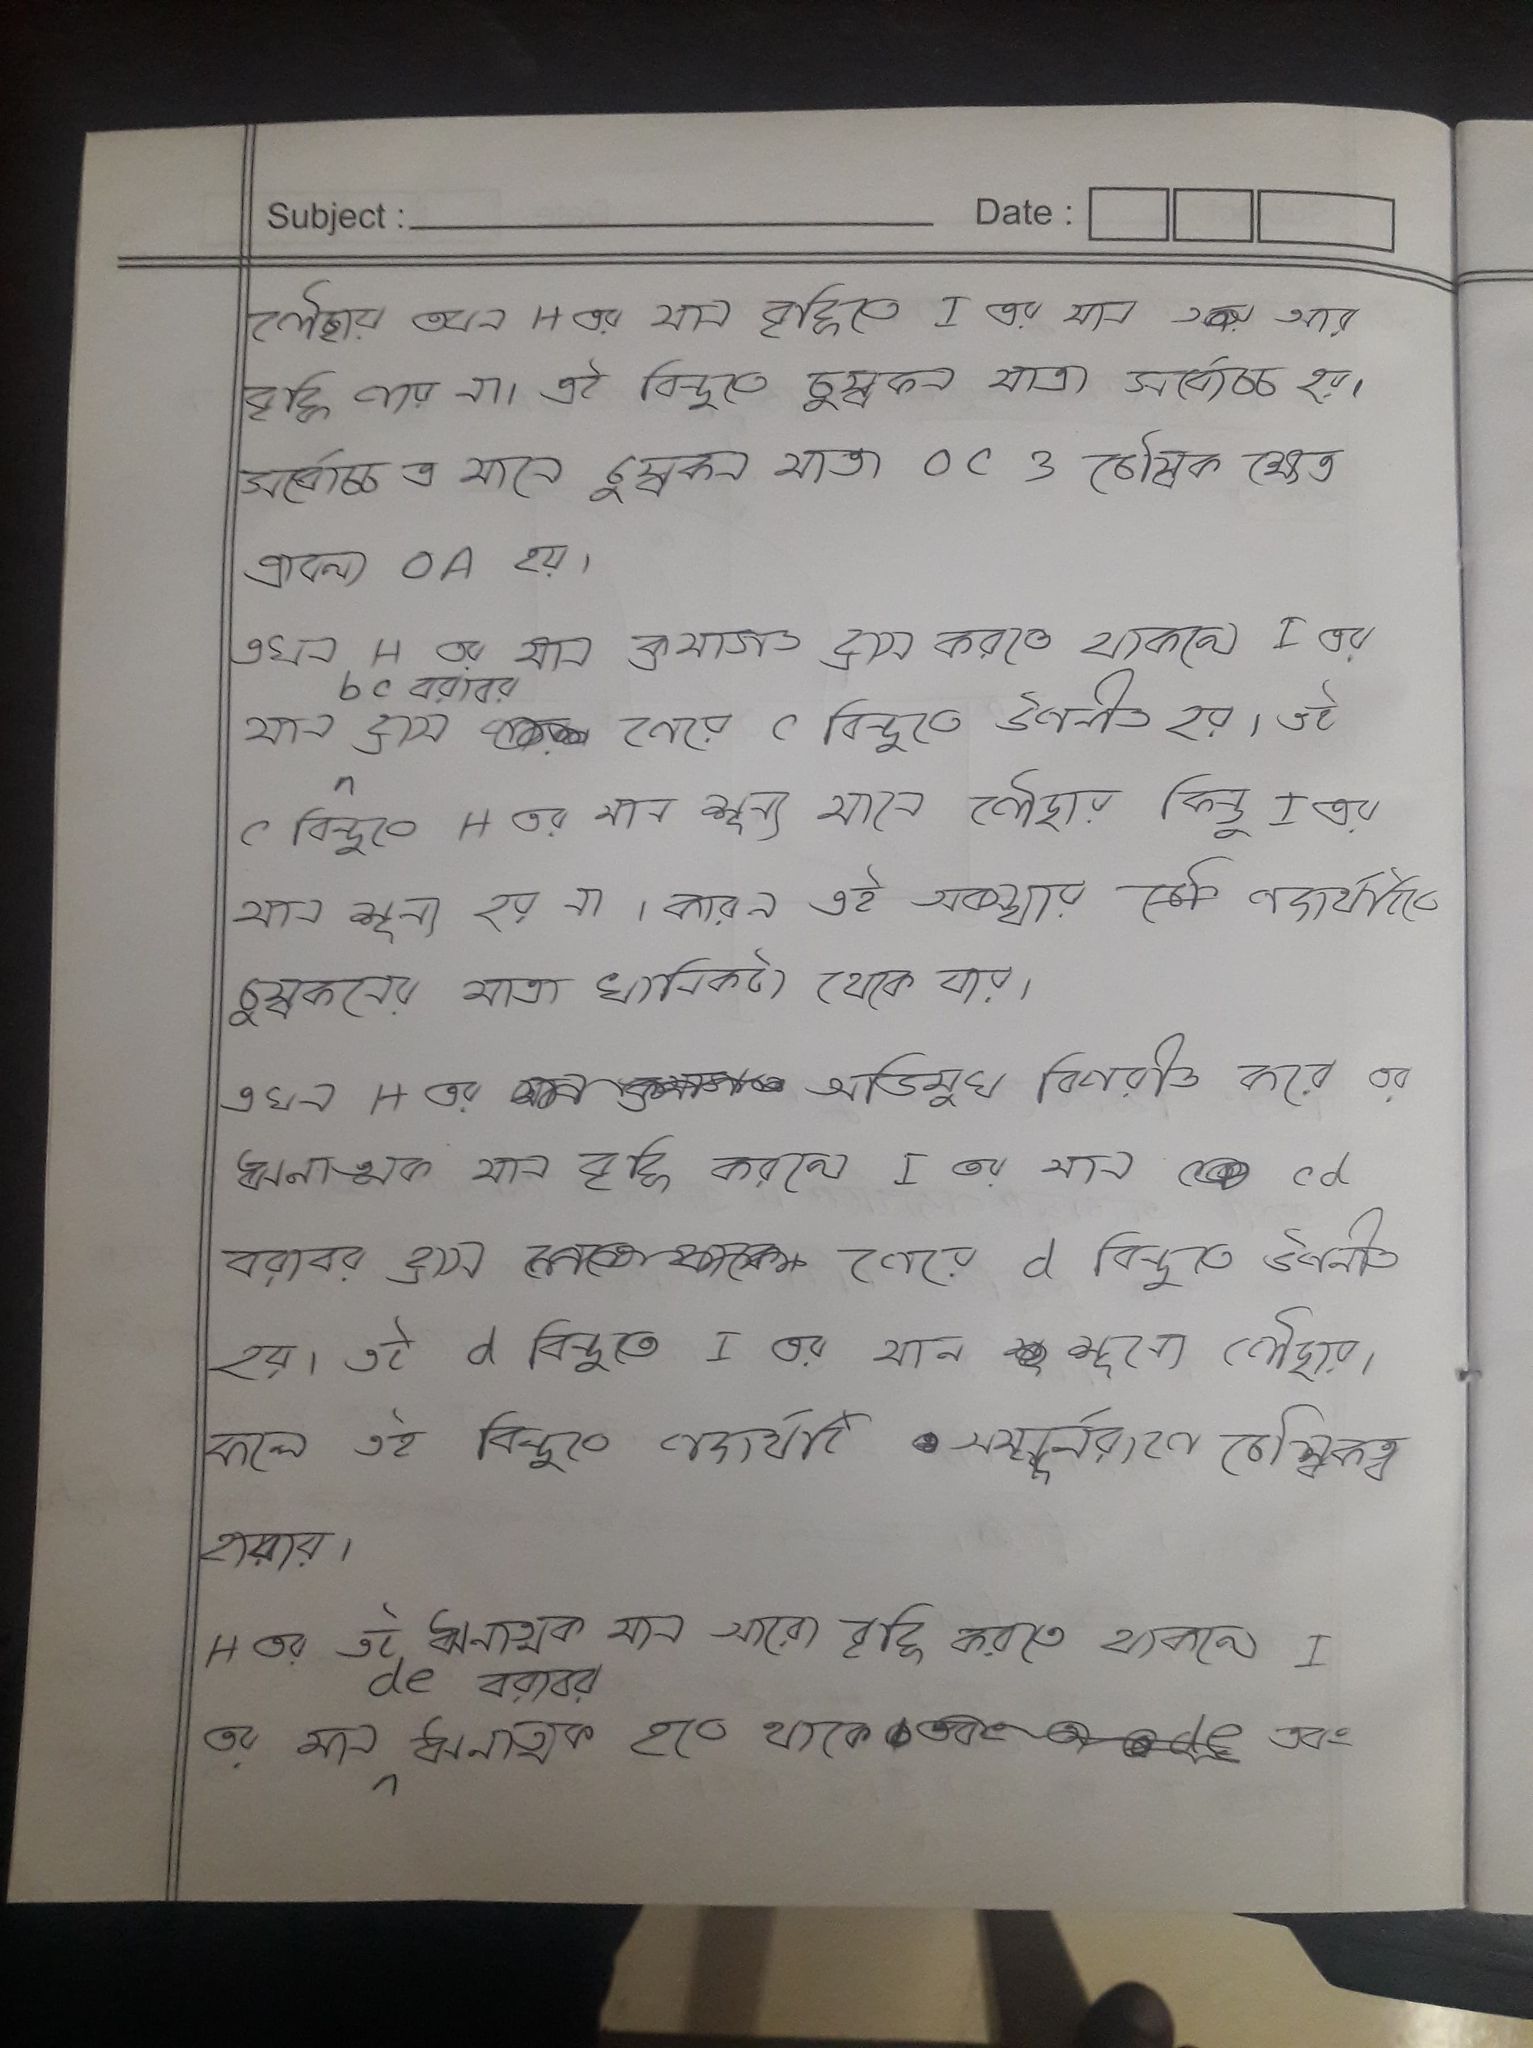 Subject :
Date :
পৌঁছায় তখন H এর মান বৃদ্ধিতে I এর মান আর
বৃদ্ধি পায় না। এই বিন্দুতে চুম্বকন মাত্রা সর্বোচ্চ হয়।
সর্বোচ্চ এ মানে চুম্বকন মাত্রা OC ও চৌম্বক ক্ষেত্র
প্রাবল্য OA হয়।
এখন H এর মান ক্রমাগত হ্রাস করতে থাকলে I এর
bc বরাবর
মান হ্রাস পেয়ে c বিন্দুতে উপনীত হয়। এই
c বিন্দুতে H এর মান শূন্য মানে পৌঁছায় কিন্তু I এর
মান শূন্য হয় না। কারন এই অবস্থায় পদার্থটিতে
চুম্বকনের মাত্রা খানিকটা থেকে যায়।
এখন H এর অভিমুখ বিপরীত করে এর
ঋনাত্মক মান বৃদ্ধি করলে I এর মান cd
বরাবর হ্রাস পেয়ে d বিন্দুতে উপনীত
হয়। এই d বিন্দুতে I এর মান শূন্যে পৌঁছায়।
ফলে এই বিন্দুতে পদার্থটি সম্পূর্নরূপে চৌম্বকত্ব
হারায়।
H এর এই ঋনাত্মক মান আরো বৃদ্ধি করতে থাকলে I
de বরাবর
এর মান ঋনাত্মক হতে থাকে এবং